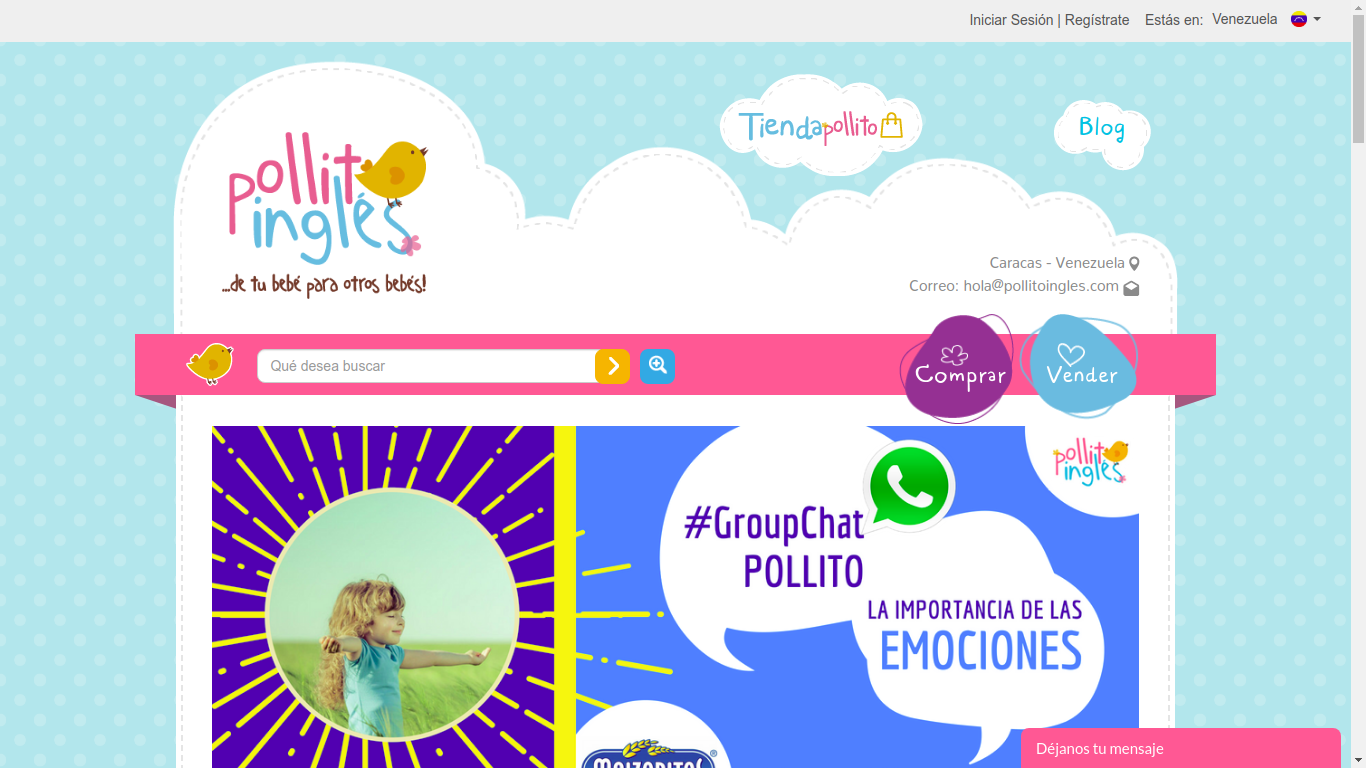 Iniciar Sesión | Regístrate Estás en: Venezuela
Tiendapollito
Blog
pollito
inglés
...de tu bebé para otros bebés!
Caracas - Venezuela
Correo: hola@pollitoingles.com
Qué desea buscar
Comprar
Vender
pollito
inglés
#GroupChat
POLLITO
LA IMPORTANCIA DE LAS
EMOCIONES
Déjanos tu mensaje